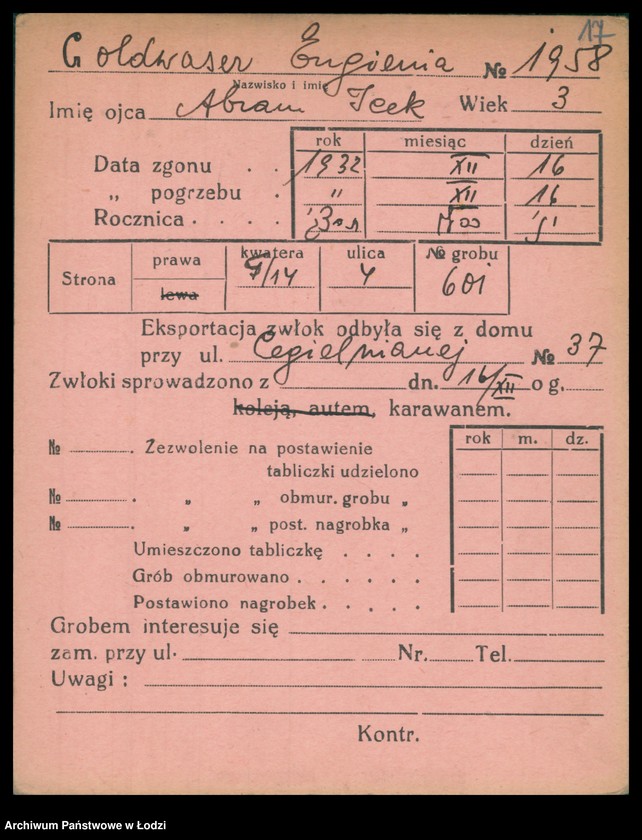 17
Goldwaser Eugienia № 1958
Nazwisko i imię
Imię ojca Abram Icek Wiek 3
rok miesiąc dzień
Data zgonu . . 1932 XII 16
„ pogrzebu . " XII 16
Rocznica . . . .
Strona prawa lewa kwatera ulica № grobu
/14 4 601
Eksportacja zwłok odbyła się z domu
przy ul. Cegielnianej № 37
Zwłoki sprowadzono z dn. 16/XII o g.
koleją, autem, karawanem.
rok m. dz.
№ . Zezwolenie na postawienie
tabliczki udzielono
№ . „ „ obmur. grobu „
№ . „ „ post. nagrobka „
Umieszczono tabliczkę . . . .
Grób obmurowano . . . . . .
Postawiono nagrobek . . . . .
Grobem interesuje się
zam. przy ul. Nr. Tel.
Uwagi :
Kontr.
Archiwum Państwowe w Łodzi